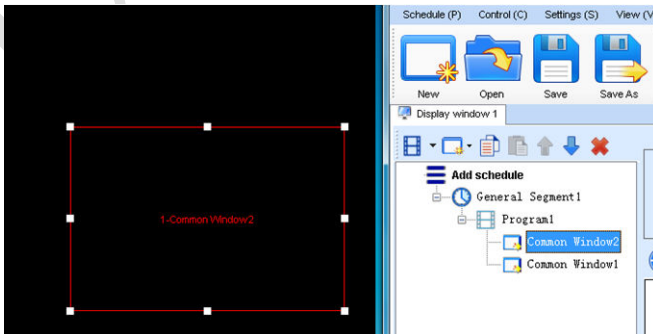 Schedule (P) Control (C) Settings (S) View
New Open Save Save As
Display window 1
Add schedule
General Segment1
Program1
1-Common Window2
Common Window2
Common Window1